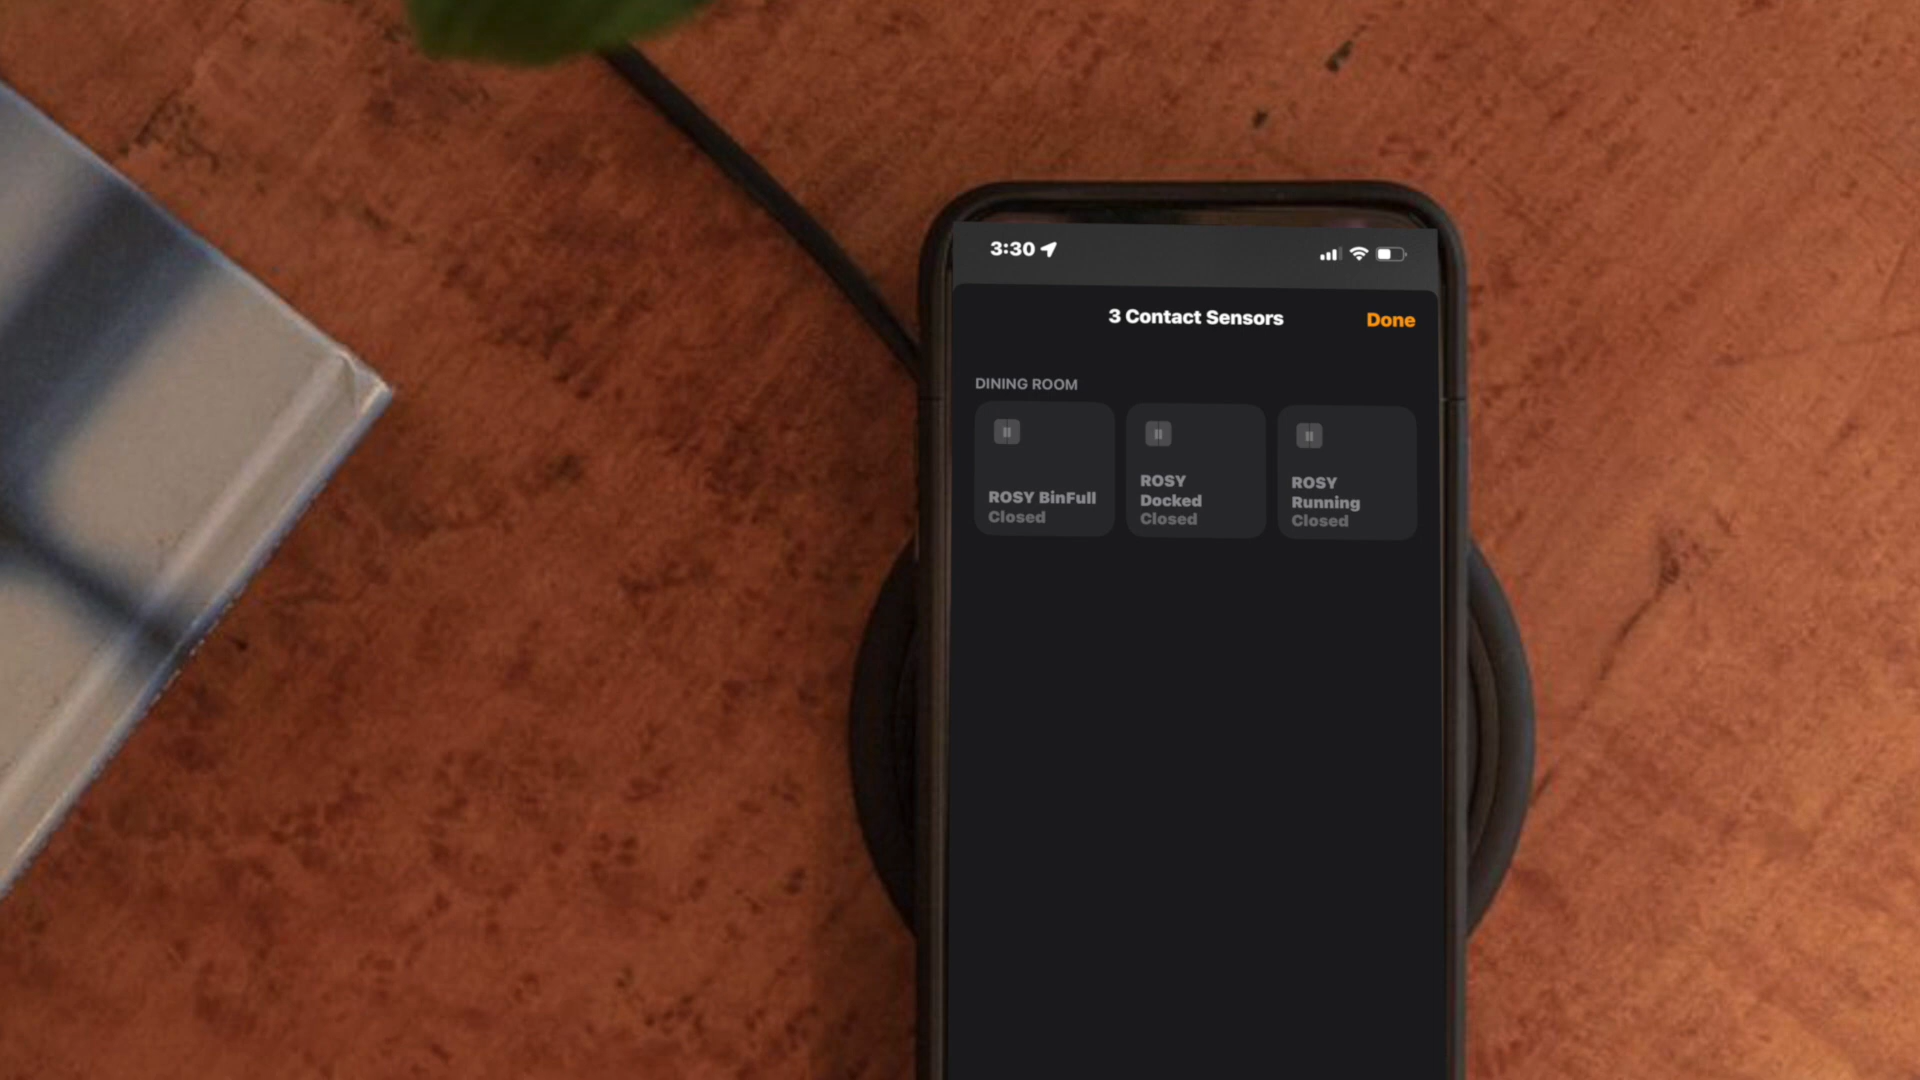 3:30
3 Contact Sensors
Done
DINING ROOM
ROSY BinFull
Closed
ROSY
Docked
Closed
ROSY
Running
Closed